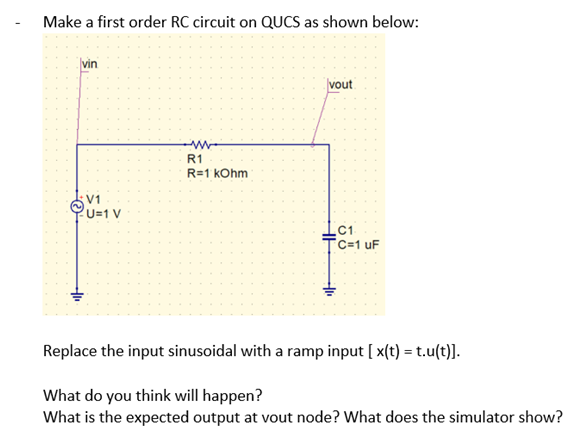 - Make a first order RC circuit on QUCS as shown below:
vin
vout
R1
R=1 kOhm
V1
U=1 V
C1
C=1 uF
Replace the input sinusoidal with a ramp input [ x(t) = t.u(t)].
What do you think will happen?
What is the expected output at vout node? What does the simulator show?